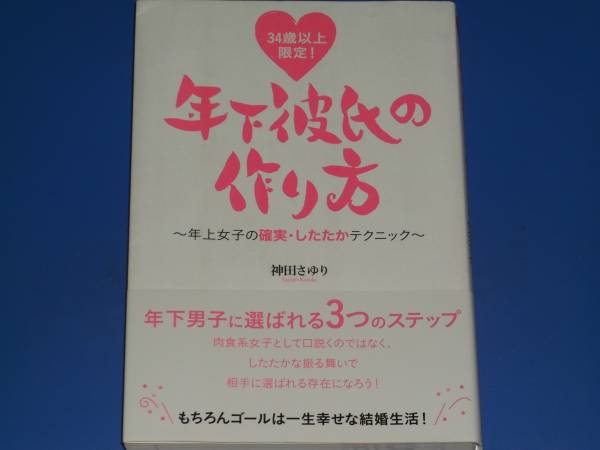 34歳以上
限定!
年下彼氏の
作り方
～年上女子の確実・したたかテクニック～
神田さゆり
Sayuri Kanda
年下男子に選ばれる3つのステップ
肉食系女子として口説くのではなく、
したたかな振る舞いで
相手に選ばれる存在になろう!
もちろんゴールは一生幸せな結婚生活!